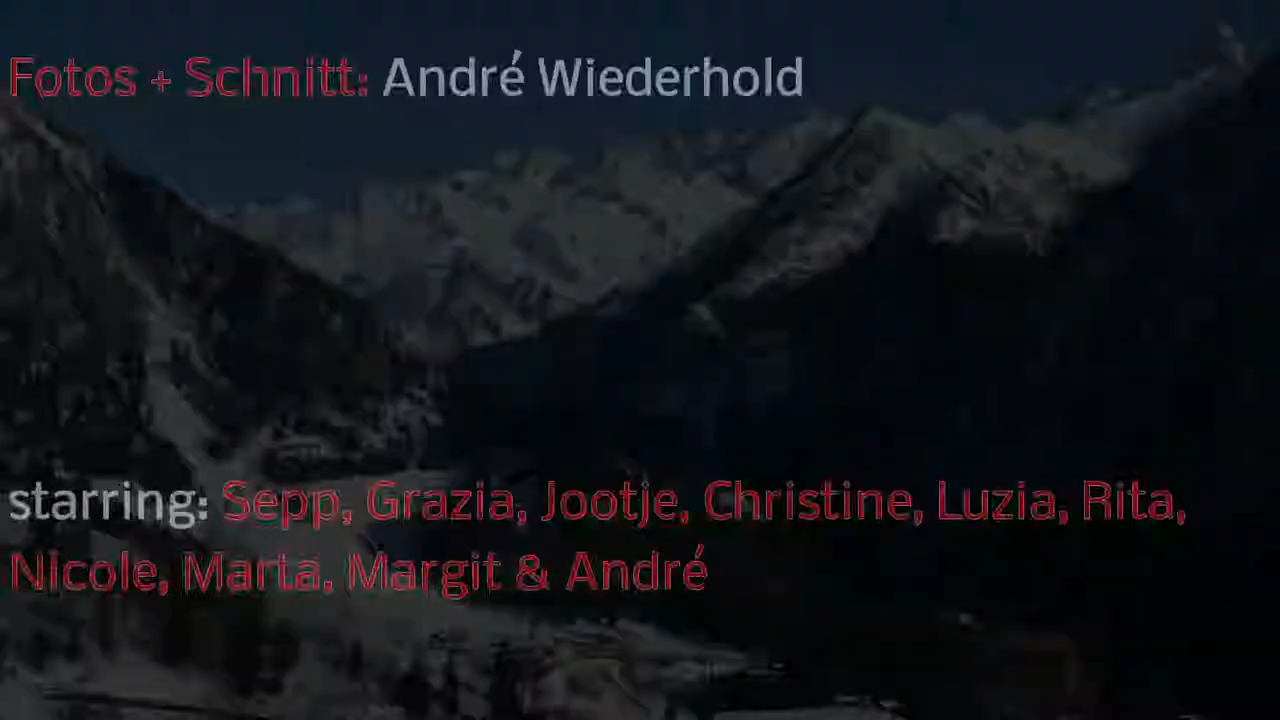 Fotos + Schnitt: André Wiederhold
starring: Sepp, Grazia, Jootje, Christine, Luzia, Rita,
Nicole, Marta, Margit & André